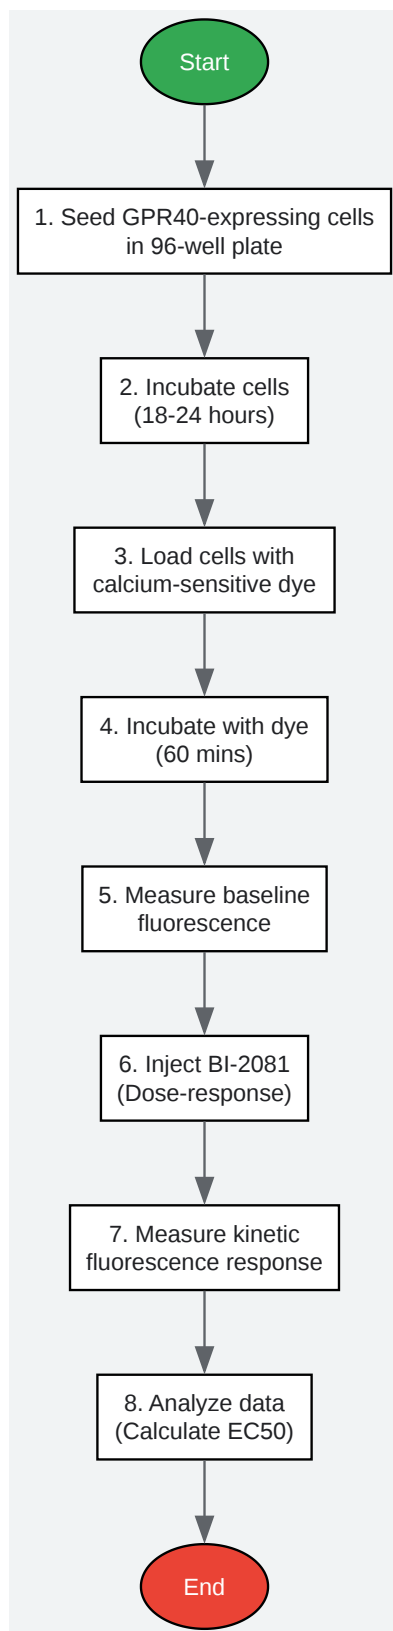 Start
1. Seed GPR40-expressing cells
in 96-well plate
2. Incubate cells
(18-24 hours)
3. Load cells with
calcium-sensitive dye
4. Incubate with dye
(60 mins)
5. Measure baseline
fluorescence
6. Inject BI-2081
(Dose-response)
7. Measure kinetic
fluorescence response
8. Analyze data
(Calculate EC50)
End